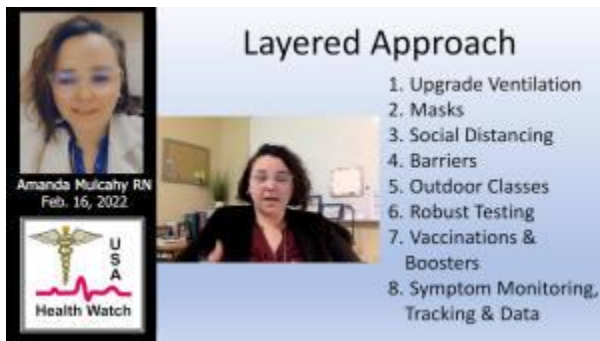 Layered Approach
1. Upgrade Ventilation
2. Masks
3. Social Distancing
4. Barriers
5. Outdoor Classes
6. Robust Testing
7. Vaccinations &
Boosters
8. Symptom Monitoring,
Tracking & Data
Amanda Mulcahy RN
Feb. 16, 2022
USA
Health Watch